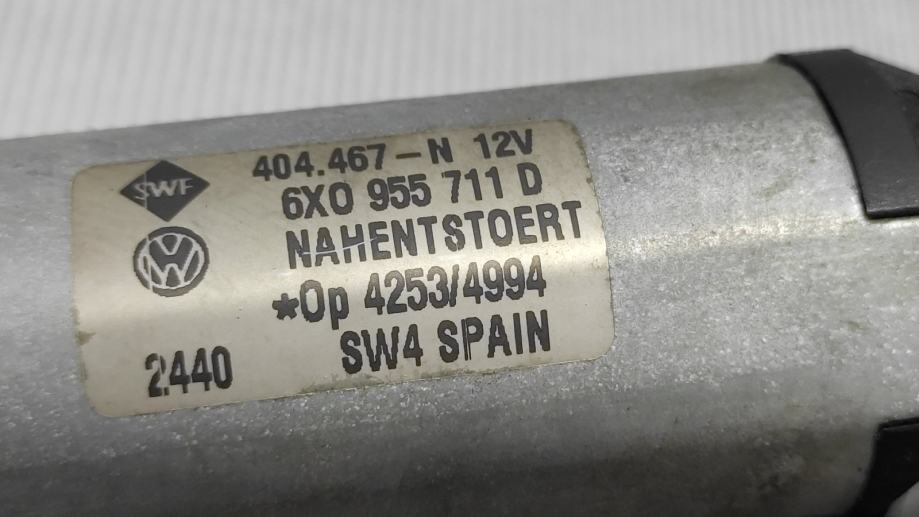 SWF
404.467-N 12V
6X0 955 711 D
NAHENTSTOERT
*Op 4253/4994
SW4 SPAIN
2440